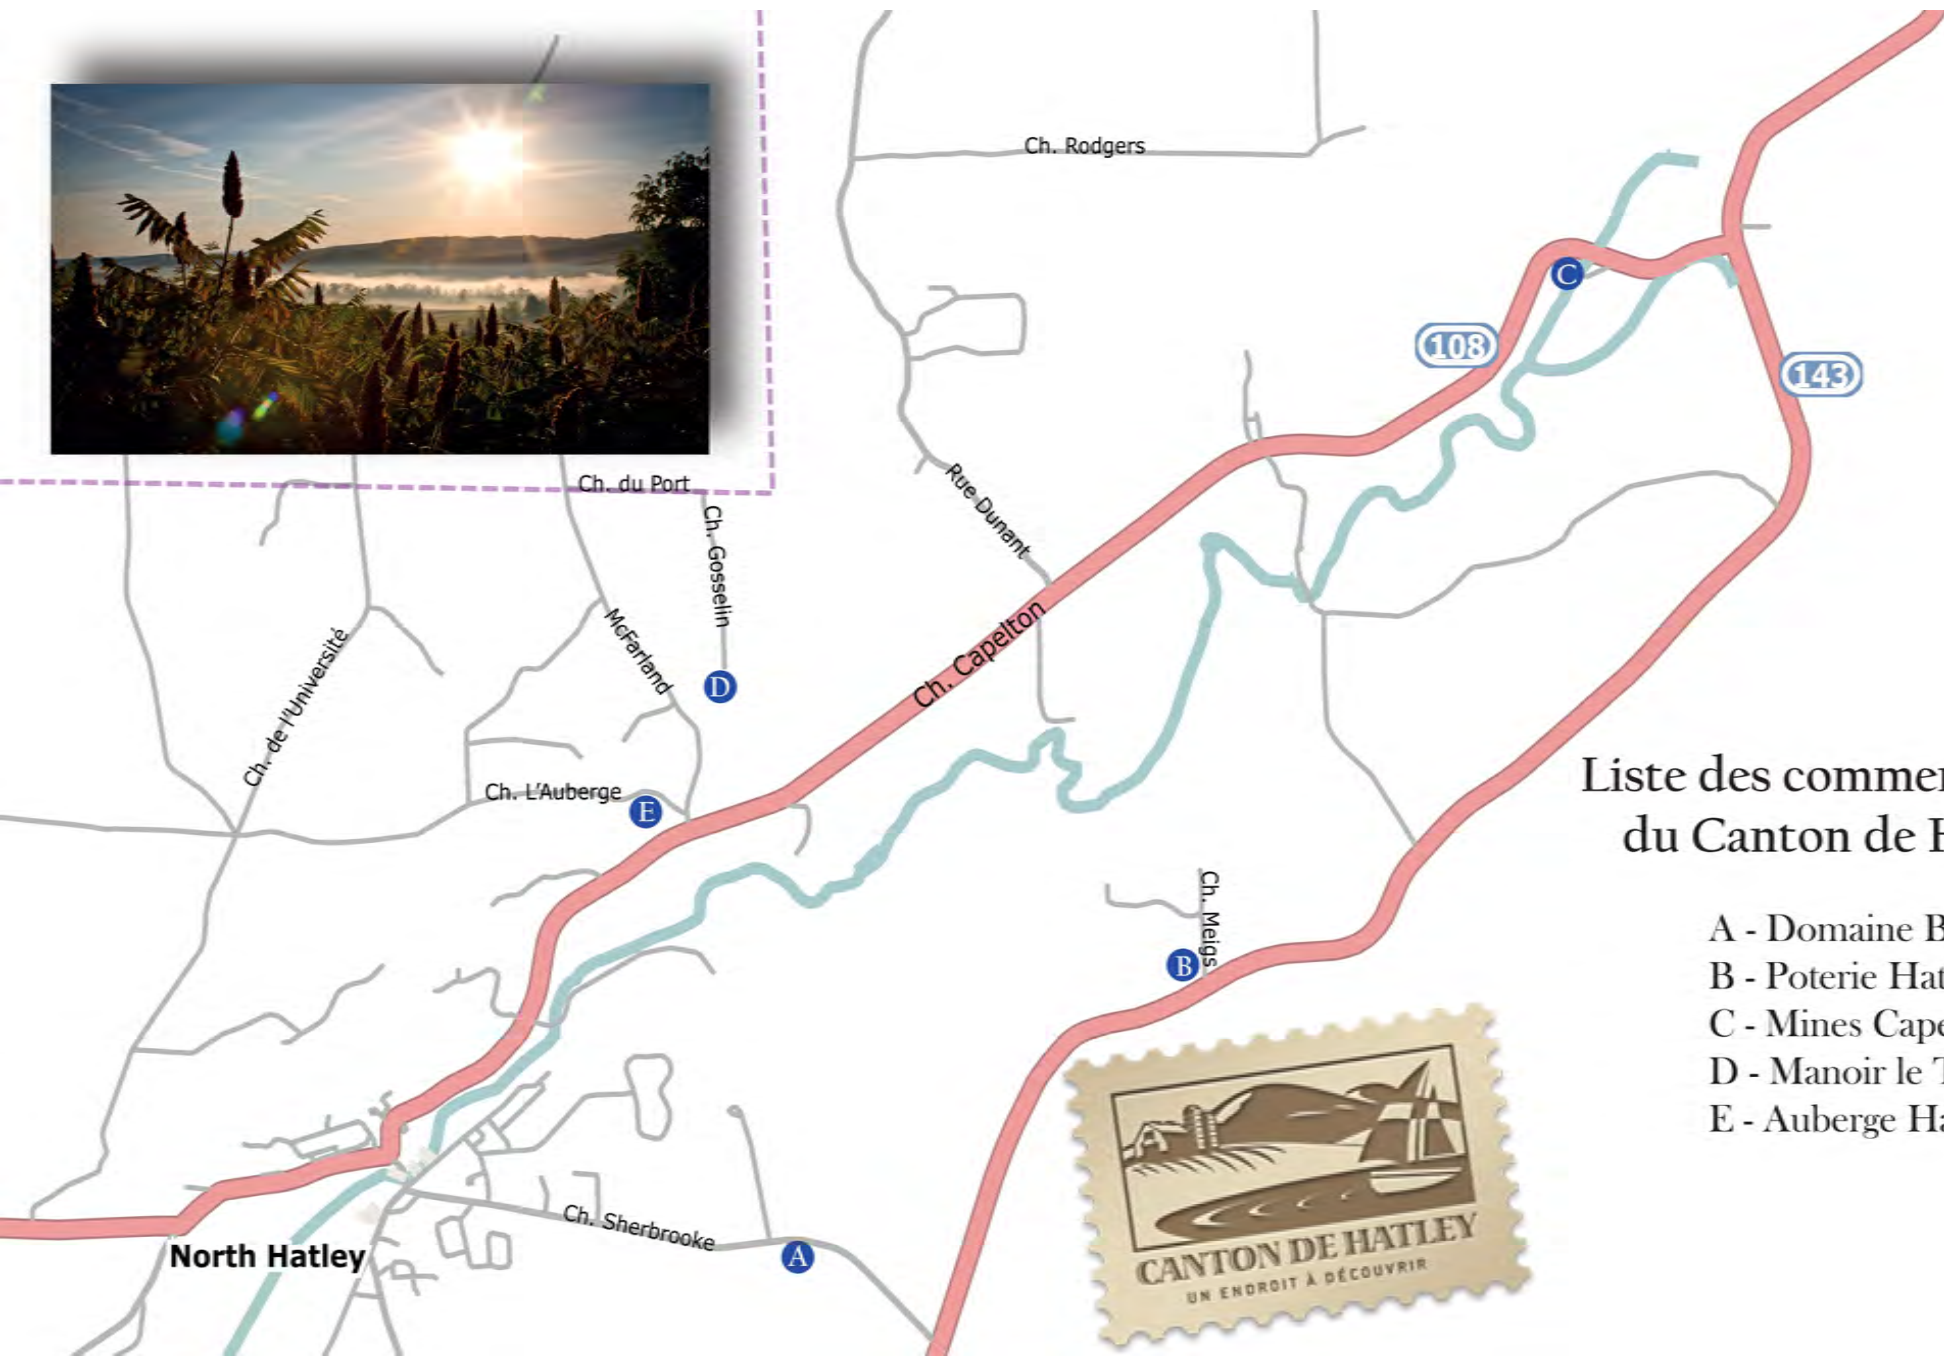 Ch. Rodgers
108
143
C
Ch. du Port
Ch. Gosselin
Rue Dunant
McFarland
Ch. de l'Université
Ch. Capelton
D
Ch. L'Auberge
E
Ch. Meigs
B
Ch. Sherbrooke
A
North Hatley
CANTON DE HATLEY
UN ENDROIT À DÉCOUVRIR
Liste des commer
du Canton de H
A - Domaine B
B - Poterie Hat
C - Mines Cape
D - Manoir le T
E - Auberge Ha